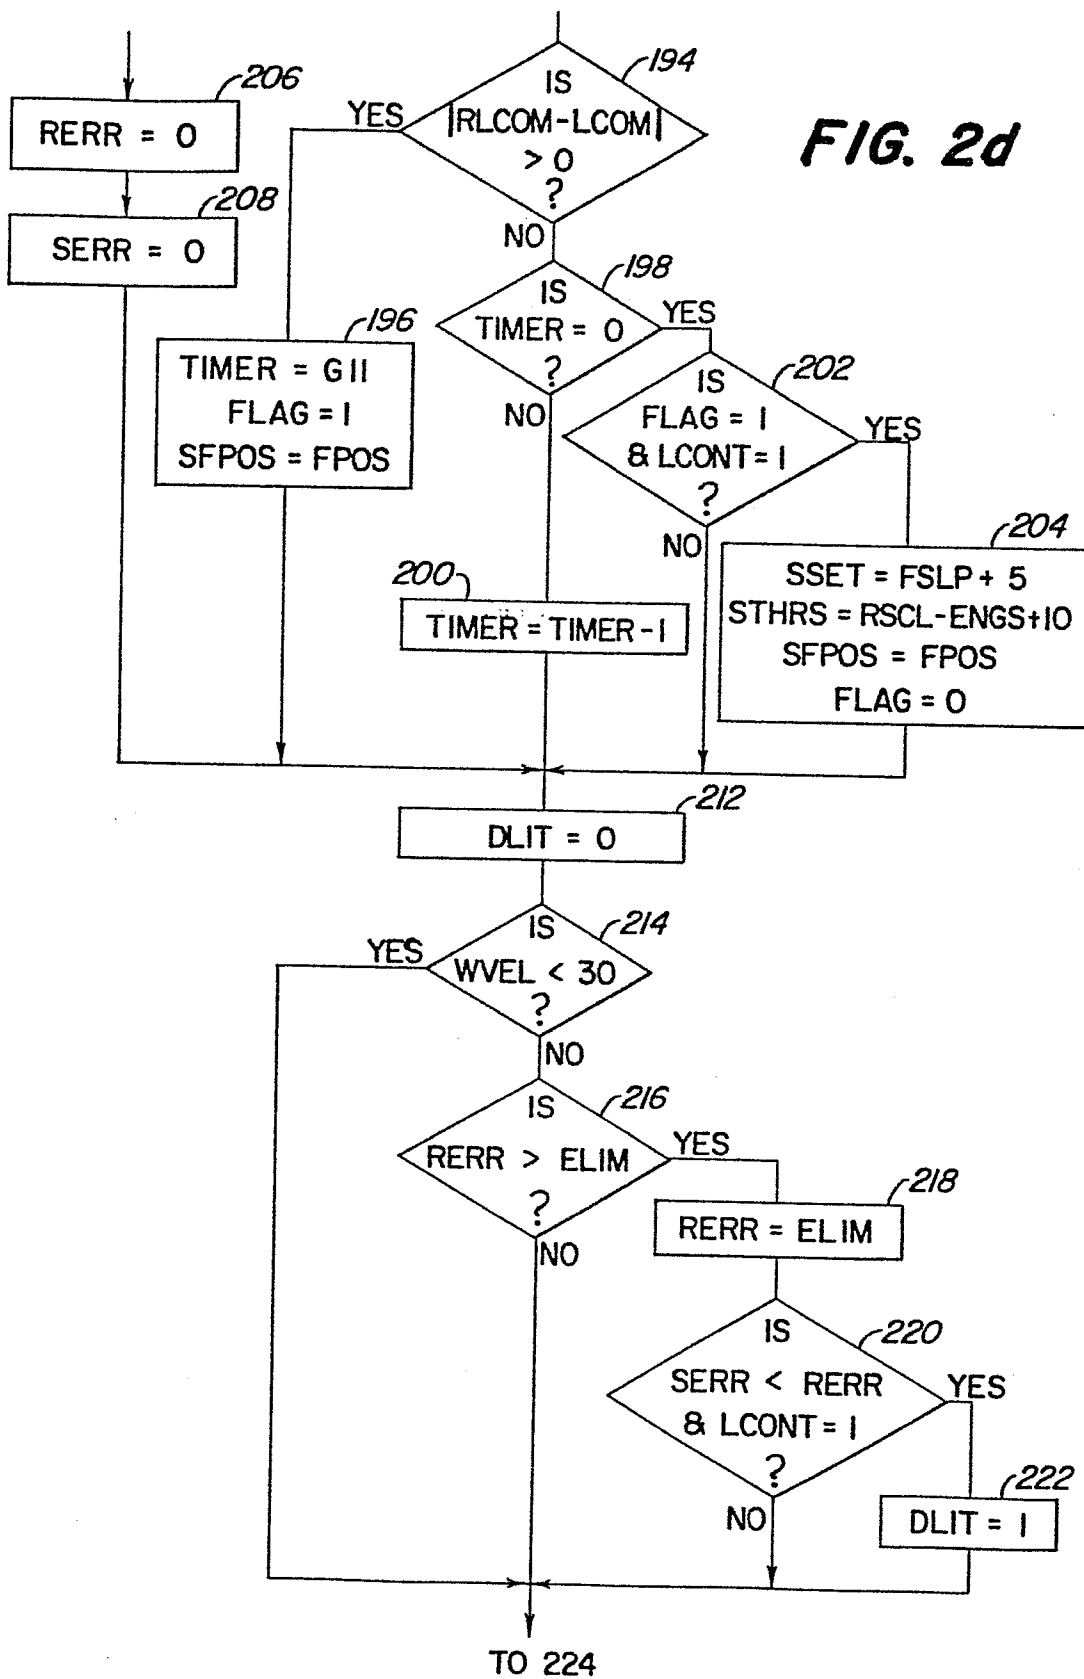 FIG. 2d
206
RERR = 0
208
SERR = 0
194
IS
|RLCOM-LCOM|
> 0
?
YES
NO
196
TIMER = G11
FLAG = 1
SFPOS = FPOS
198
IS
TIMER = 0
?
YES
NO
202
IS
FLAG = 1
& LCONT = 1
?
YES
NO
200
TIMER = TIMER-1
204
SSET = FSLP + 5
STHRS = RSCL-ENGS+10
SFPOS = FPOS
FLAG = 0
212
DLIT = 0
214
IS
WVEL < 30
?
YES
NO
216
IS
RERR > ELIM
?
YES
NO
218
RERR = ELIM
220
IS
SERR < RERR
& LCONT = 1
?
YES
NO
222
DLIT = 1
TO 224